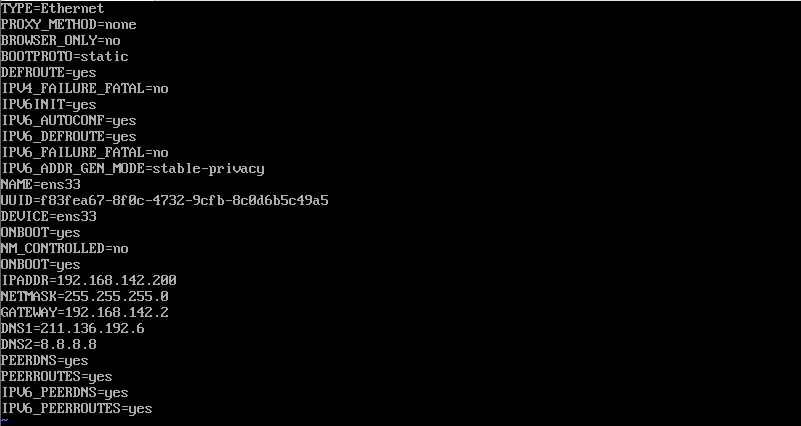 TYPE=Ethernet
PROXY_METHOD=none
BROWSER_ONLY=no
BOOTPROTO=static
DEFROUTE=yes
IPV4_FAILURE_FATAL=no
IPV6INIT=yes
IPV6_AUTOCONF=yes
IPV6_DEFROUTE=yes
IPV6_FAILURE_FATAL=no
IPV6_ADDR_GEN_MODE=stable-privacy
NAME=ens33
UUID=f83fea67-8f0c-4732-9cfb-8c0d6b5c49a5
DEVICE=ens33
ONBOOT=yes
NM_CONTROLLED=no
ONBOOT=yes
IPADDR=192.168.142.200
NETMASK=255.255.255.0
GATEWAY=192.168.142.2
DNS1=211.136.192.6
DNS2=8.8.8.8
PEERDNS=yes
PEERROUTES=yes
IPV6_PEERDNS=yes
IPV6_PEERROUTES=yes
~